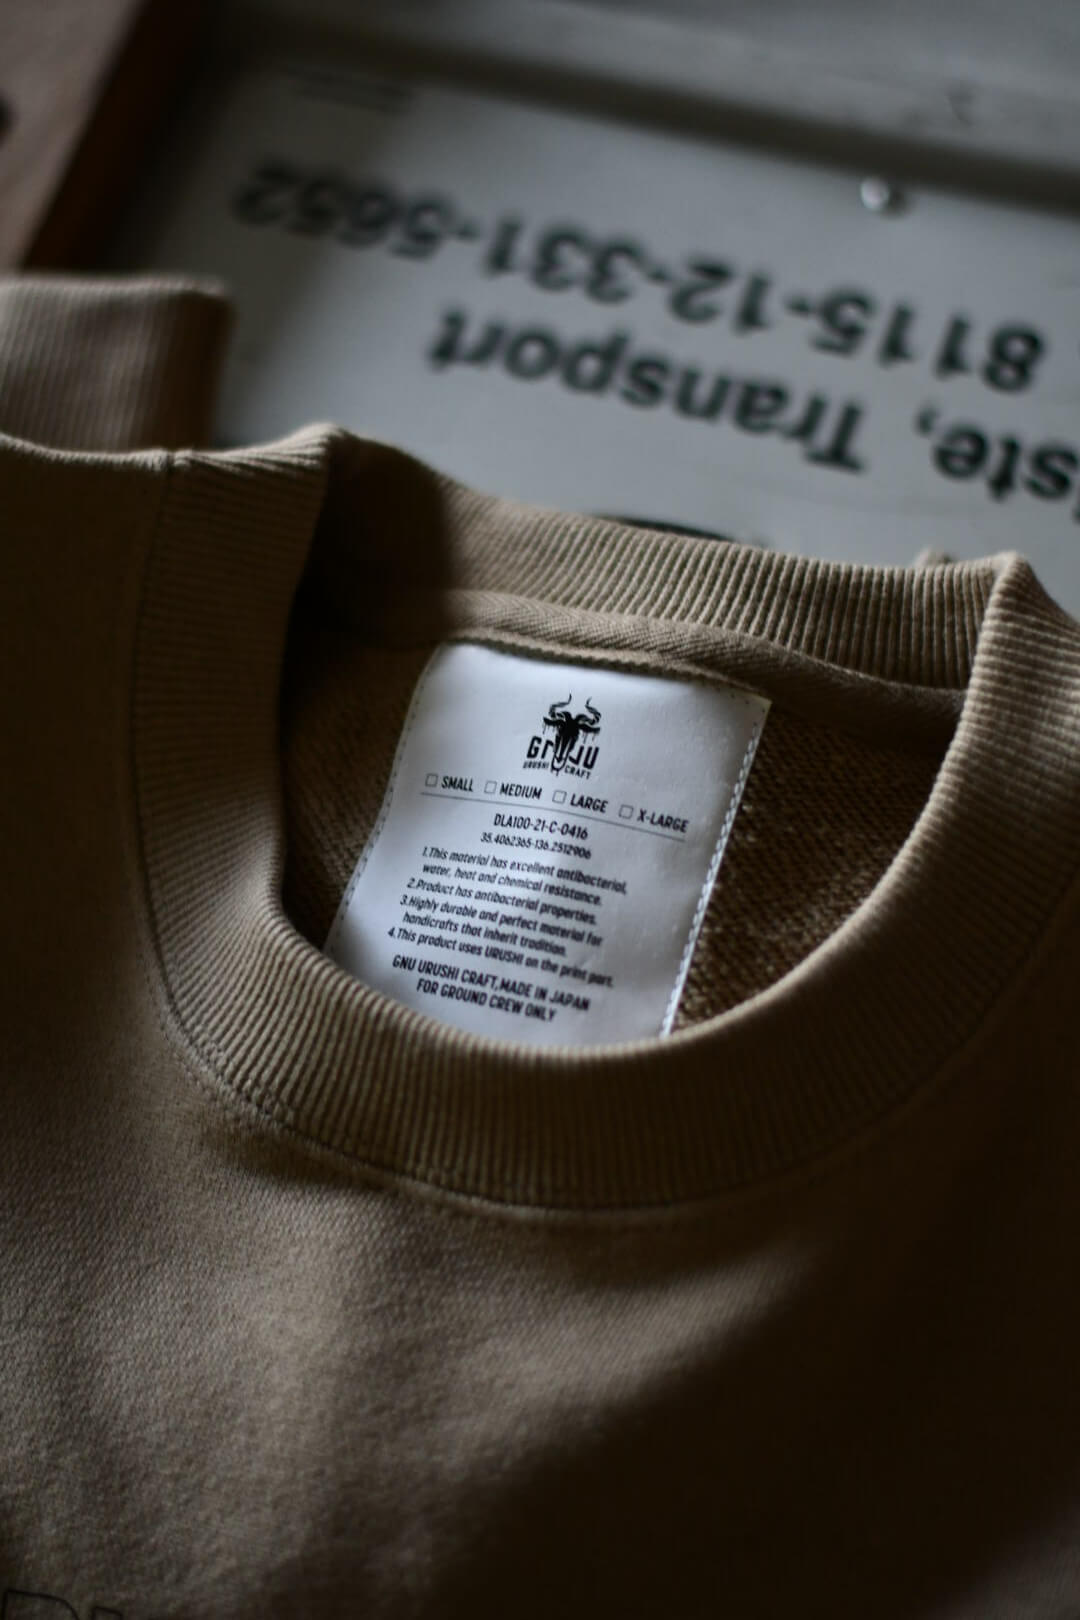 8115-12-331-5652
iste, Transport
GNU
URUSHI CRAFT
☐ SMALL ☐ MEDIUM ☐ LARGE ☐ X-LARGE
DLA100-21-C-0416
35.4062365-136.2512906
1.This material has excellent antibacterial,
water, heat and chemical resistance.
2.Product has antibacterial properties.
3.Highly durable and perfect material for
handicrafts that inherit tradition.
4.This product uses URUSHI on the print part.
GNU URUSHI CRAFT,MADE IN JAPAN
FOR GROUND CREW ONLY